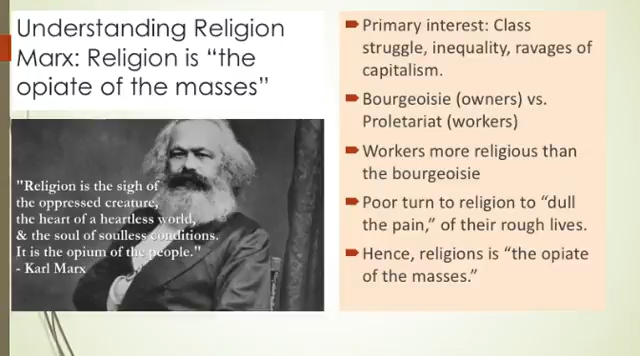 Understanding Religion
Marx: Religion is “the
opiate of the masses”
"Religion is the sigh of
the oppressed creature,
the heart of a heartless world,
& the soul of soulless conditions.
It is the opium of the people."
- Karl Marx
Primary interest: Class
struggle, inequality, ravages of
capitalism.
Bourgeoisie (owners) vs.
Proletariat (workers)
Workers more religious than
the bourgeoisie
Poor turn to religion to “dull
the pain,” of their rough lives.
Hence, religions is “the opiate
of the masses.”